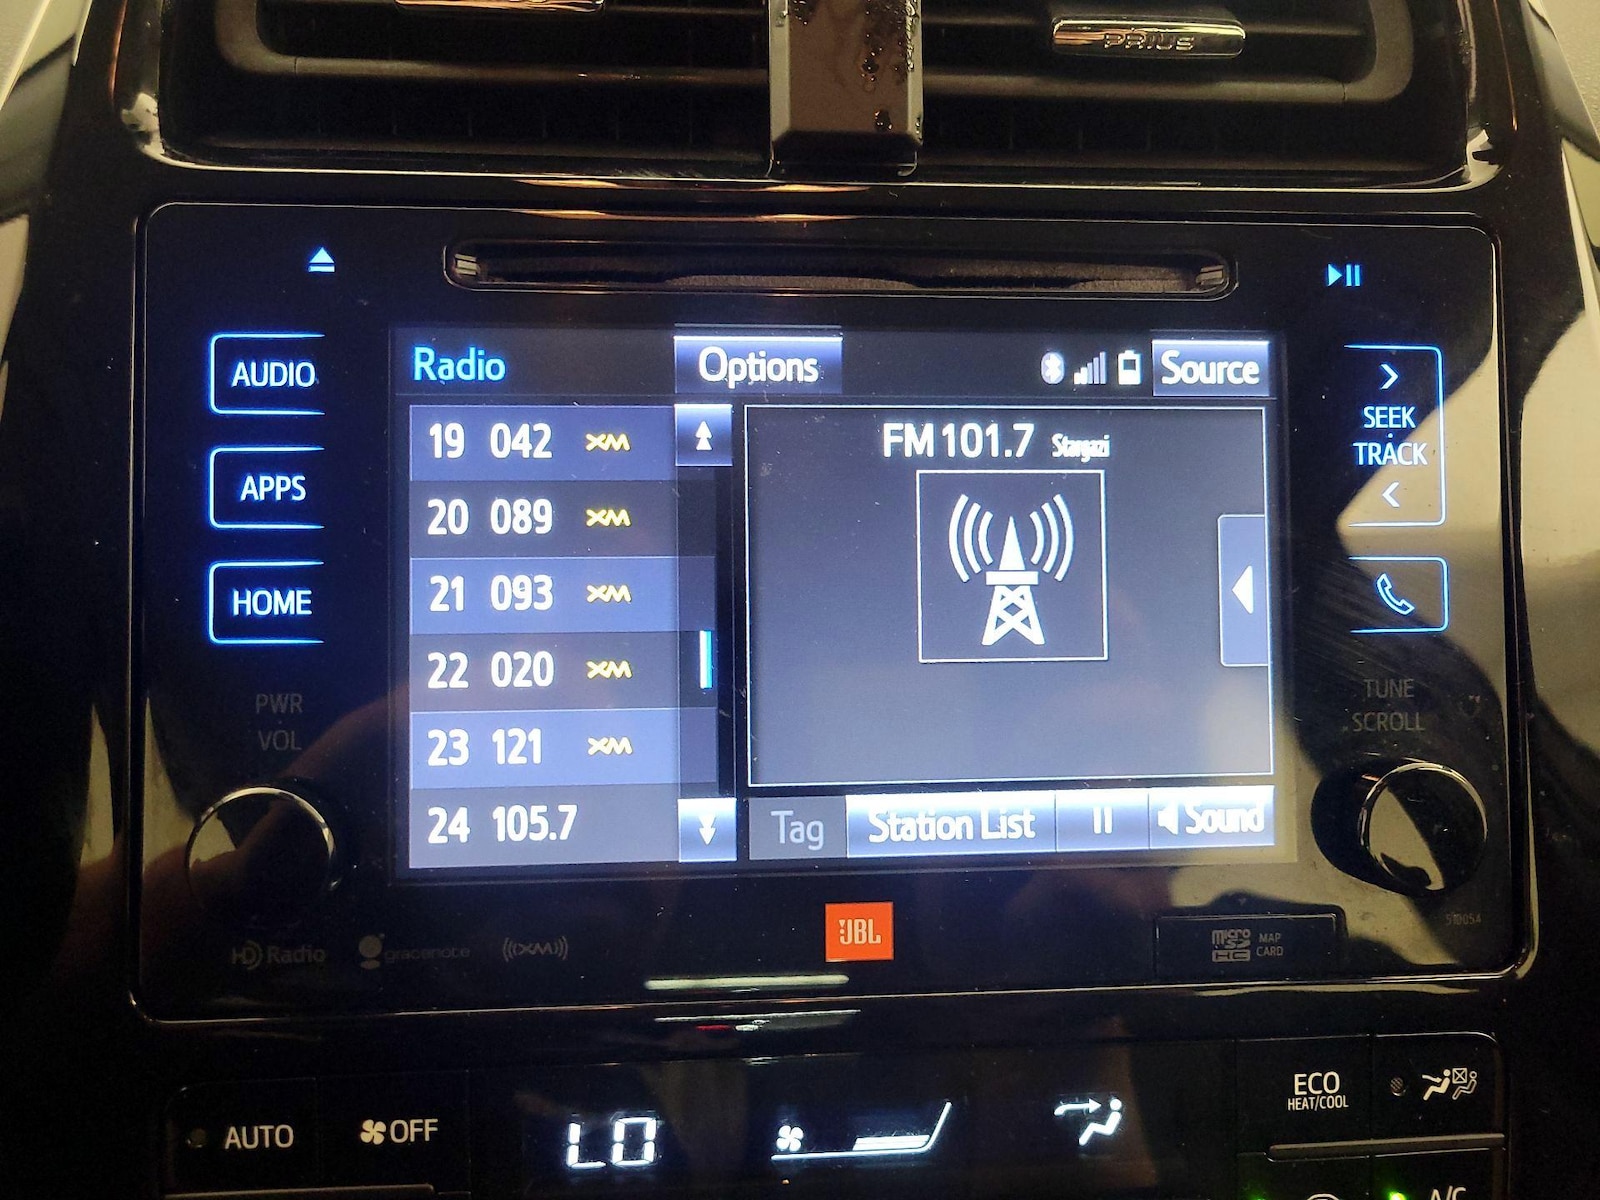 PRIUS
AUDIO
APPS
HOME
PWR
VOL
Radio
Options
Source
19 042 XM
20 089 XM
21 093 XM
22 020 XM
23 121 XM
24 105.7
FM 101.7 Stargazi
Tag
Station List
Sound
SEEK
TRACK
TUNE
SCROLL
HD Radio
gracenote
((XM))
JBL
micro
SD
HC
MAP
CARD
510054
AUTO
OFF
LO
ECO
HEAT/COOL
A/C